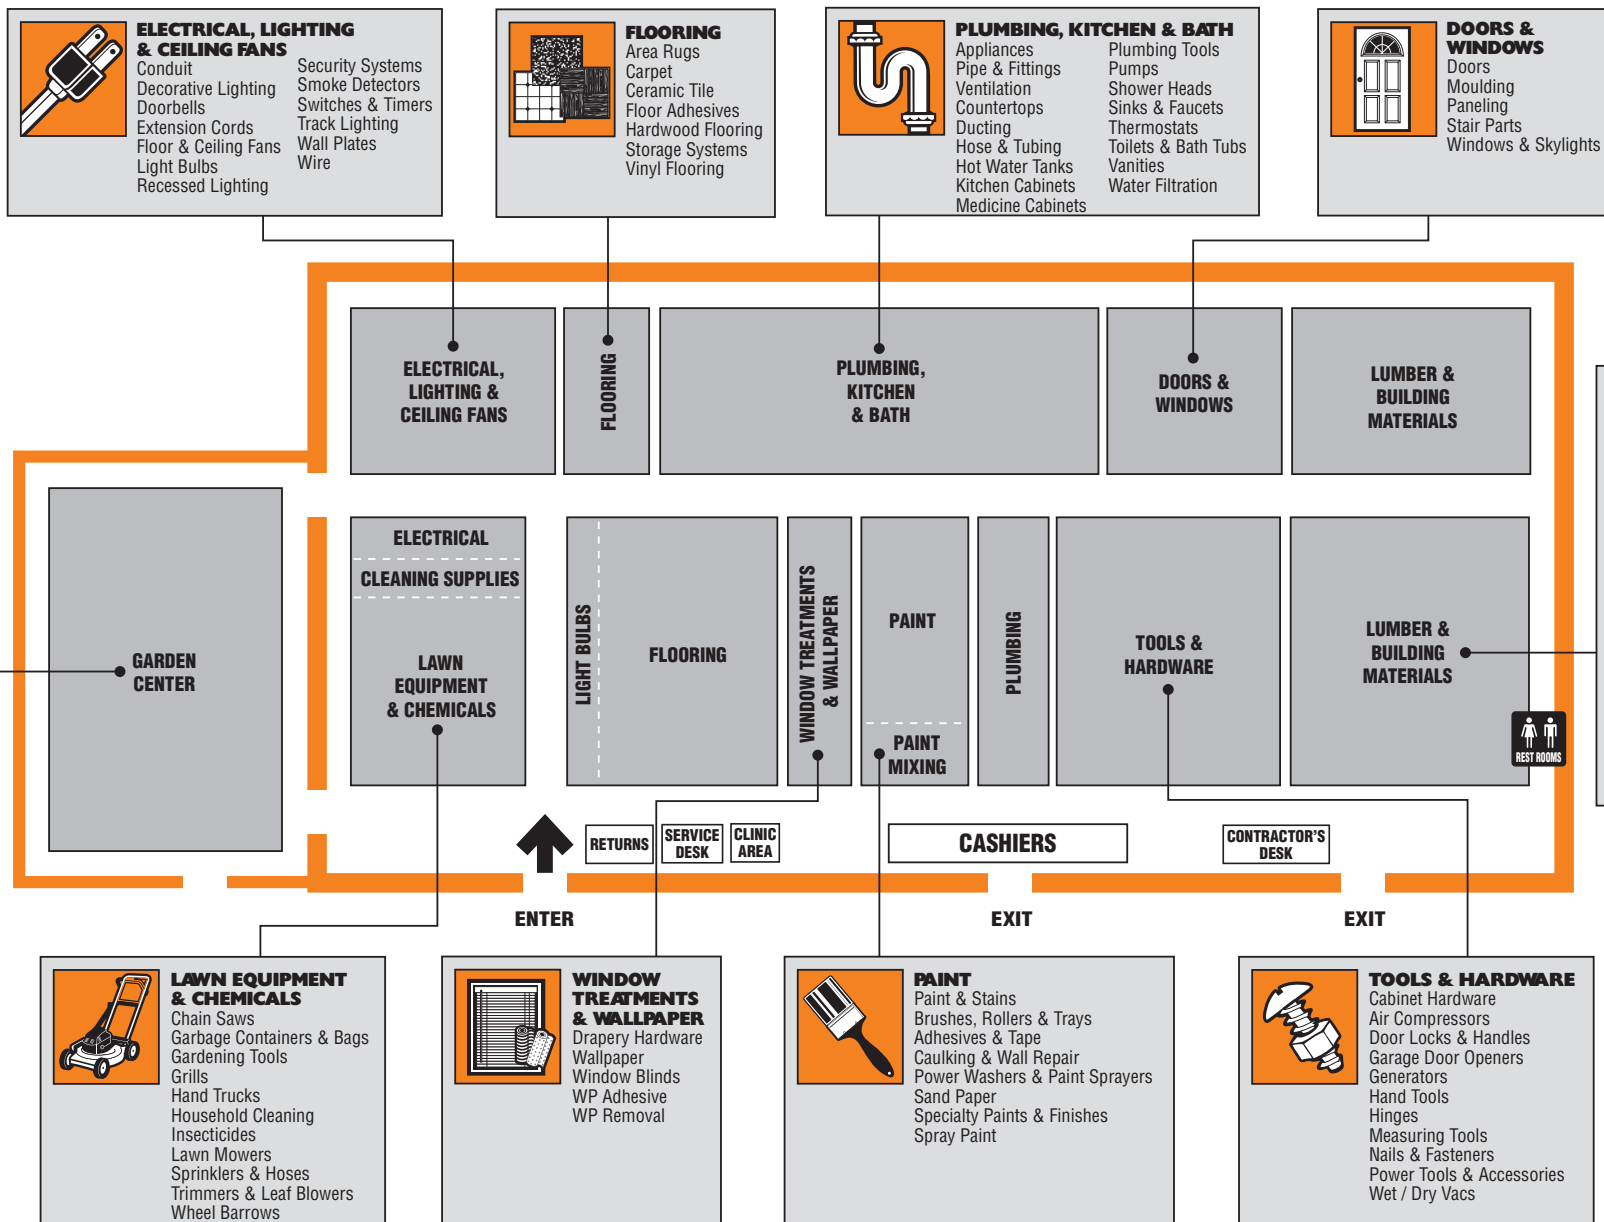 ELECTRICAL, LIGHTING
& CEILING FANS
Conduit
Decorative Lighting
Doorbells
Extension Cords
Floor & Ceiling Fans
Light Bulbs
Recessed Lighting
Security Systems
Smoke Detectors
Switches & Timers
Track Lighting
Wall Plates
Wire
FLOORING
Area Rugs
Carpet
Ceramic Tile
Floor Adhesives
Hardwood Flooring
Storage Systems
Vinyl Flooring
PLUMBING, KITCHEN & BATH
Appliances
Pipe & Fittings
Ventilation
Countertops
Ducting
Hose & Tubing
Hot Water Tanks
Kitchen Cabinets
Medicine Cabinets
Plumbing Tools
Pumps
Shower Heads
Sinks & Faucets
Thermostats
Toilets & Bath Tubs
Vanities
Water Filtration
DOORS &
WINDOWS
Doors
Moulding
Paneling
Stair Parts
Windows & Skylights
ELECTRICAL,
LIGHTING &
CEILING FANS
FLOORING
PLUMBING,
KITCHEN
& BATH
DOORS &
WINDOWS
LUMBER &
BUILDING
MATERIALS
GARDEN
CENTER
ELECTRICAL
CLEANING SUPPLIES
LAWN
EQUIPMENT
& CHEMICALS
LIGHT BULBS
FLOORING
WINDOW TREATMENTS
& WALLPAPER
PAINT
PAINT
MIXING
PLUMBING
TOOLS &
HARDWARE
LUMBER &
BUILDING
MATERIALS
REST ROOMS
RETURNS
SERVICE
DESK
CLINIC
AREA
CASHIERS
CONTRACTOR'S
DESK
ENTER
EXIT
EXIT
LAWN EQUIPMENT
& CHEMICALS
Chain Saws
Garbage Containers & Bags
Gardening Tools
Grills
Hand Trucks
Household Cleaning
Insecticides
Lawn Mowers
Sprinklers & Hoses
Trimmers & Leaf Blowers
Wheel Barrows
WINDOW
TREATMENTS
& WALLPAPER
Drapery Hardware
Wallpaper
Window Blinds
WP Adhesive
WP Removal
PAINT
Paint & Stains
Brushes, Rollers & Trays
Adhesives & Tape
Caulking & Wall Repair
Power Washers & Paint Sprayers
Sand Paper
Specialty Paints & Finishes
Spray Paint
TOOLS & HARDWARE
Cabinet Hardware
Air Compressors
Door Locks & Handles
Garage Door Openers
Generators
Hand Tools
Hinges
Measuring Tools
Nails & Fasteners
Power Tools & Accessories
Wet / Dry Vacs